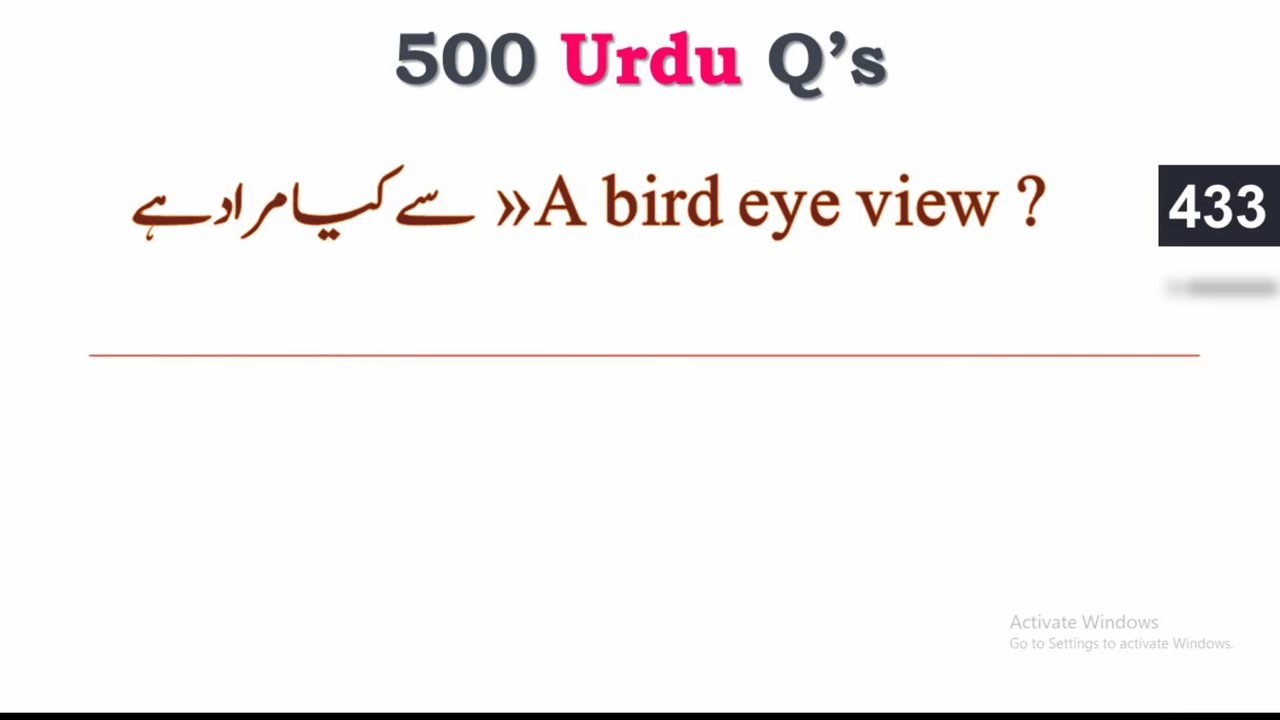 500 Urdu Q’s
A bird eye view ?» سے کیا مراد ہے
433
Activate Windows
Go to Settings to activate Windows.